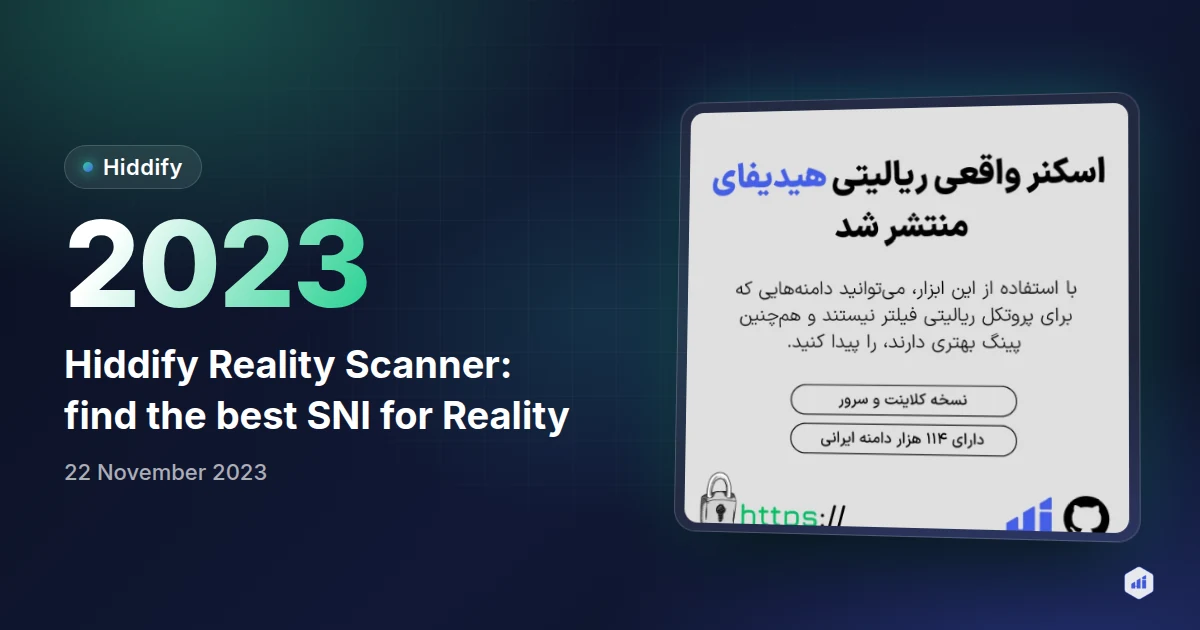 Hiddify
2023
Hiddify Reality Scanner:
find the best SNI for Reality
22 November 2023
اسکنر واقعی ریالیتی هیدیفای
منتشر شد
با استفاده از این ابزار، می‌توانید دامنه‌هایی که
برای پروتکل ریالیتی فیلتر نیستند و هم‌چنین
پینگ بهتری دارند، را پیدا کنید.
نسخه کلاینت و سرور
دارای ۱۱۴ هزار دامنه ایرانی
https://